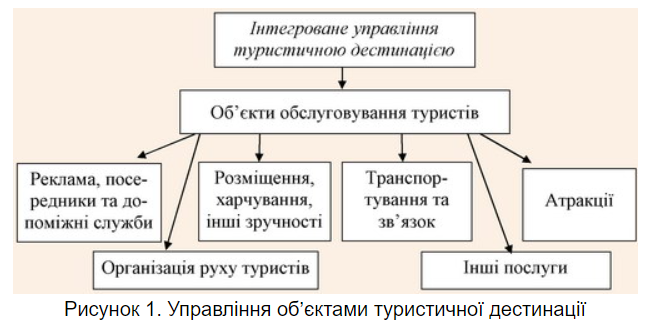 Інтегроване управління
туристичною дестинацією
Об’єкти обслуговування туристів
Реклама, посе-
редники та до-
поміжні служби
Розміщення,
харчування,
інші зручності
Транспор-
тування та
зв’язок
Атракції
Організація руху туристів
Інші послуги
Рисунок 1. Управління об’єктами туристичної дестинації